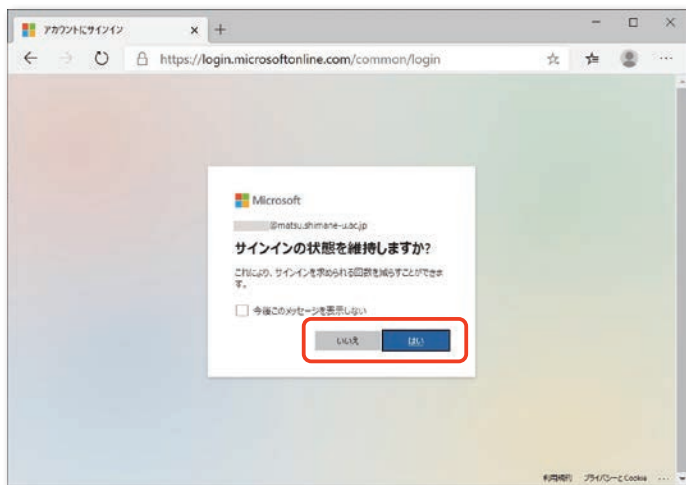 アカウントにサインイン
https://login.microsoftonline.com/common/login
Microsoft
@matsu.shimane-u.ac.jp
サインインの状態を維持しますか?
これにより、サインインを求められる回数を減らすことができま
す。
今後このメッセージを表示しない
いいえ はい
利用規約 プライバシーと Cookie ...